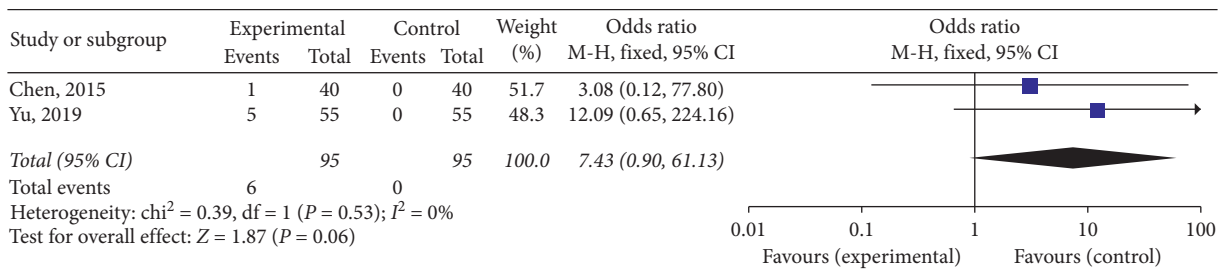 Study or subgroup Experimental Control Weight Odds ratio Odds ratio
Events Total Events Total (%) M-H, fixed, 95% CI M-H, fixed, 95% CI
Chen, 2015 1 40 0 40 51.7 3.08 (0.12, 77.80)
Yu, 2019 5 55 0 55 48.3 12.09 (0.65, 224.16)
Total (95% CI) 95 95 100.0 7.43 (0.90, 61.13)
Total events 6 0
Heterogeneity: chi² = 0.39, df = 1 (P = 0.53); I² = 0%
Test for overall effect: Z = 1.87 (P = 0.06)
0.01 0.1 1 10 100
Favours (experimental) Favours (control)